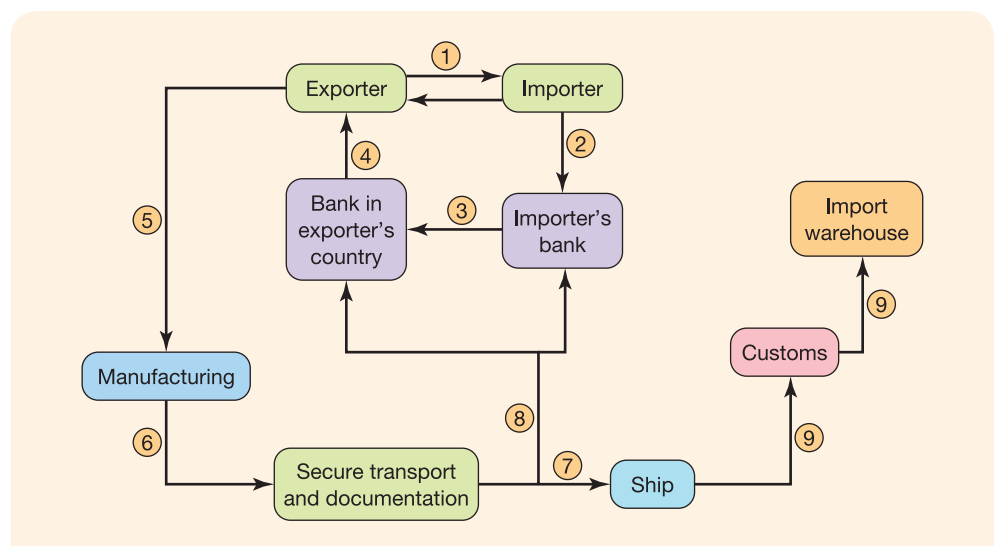 1
Exporter
Importer
2
4
Bank in
exporter's
country
3
Importer's
bank
5
Import
warehouse
9
Customs
Manufacturing
8
9
6
7
Secure transport
and documentation
Ship